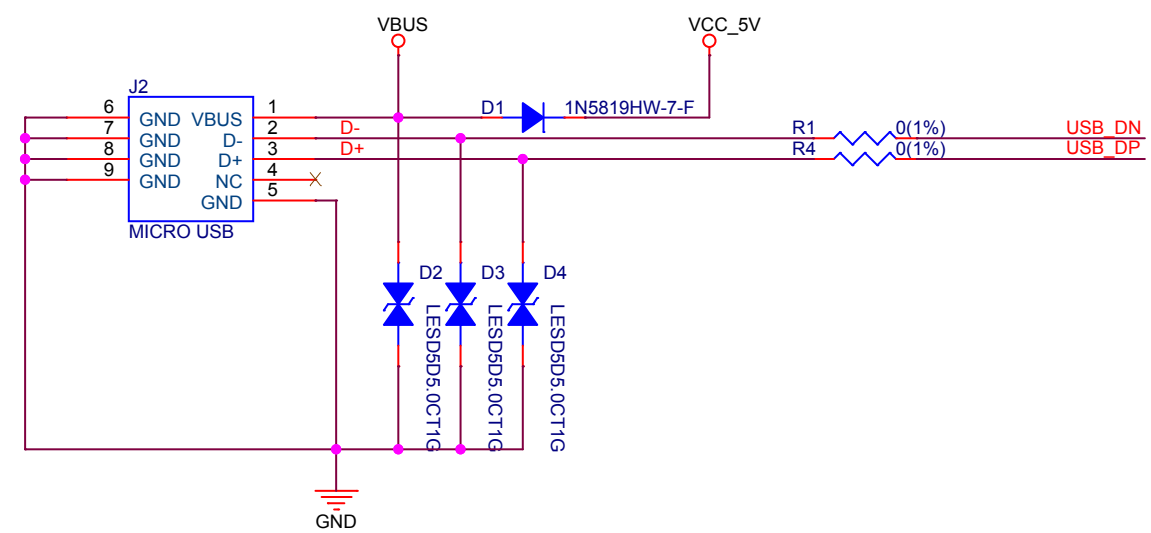 VBUS
VCC_5V
J2
6
7
8
9
GND VBUS
GND D-
GND D+
GND NC
GND
1
2
3
4
5
MICRO USB
D-
D+
D1
1N5819HW-7-F
R1
0(1%)
USB_DN
R4
0(1%)
USB_DP
D2
LESD5D5.0CT1G
D3
LESD5D5.0CT1G
D4
LESD5D5.0CT1G
GND